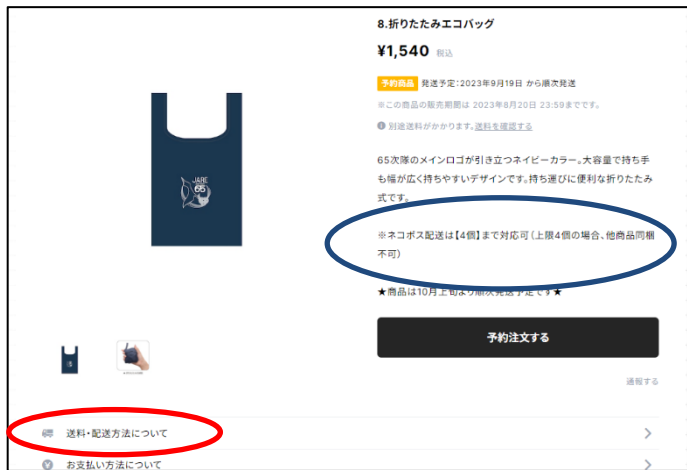 8.折りたたみエコバッグ
¥1,540 税込
予約商品 発送予定:2023年9月19日 から順次発送
※この商品の販売期間は 2023年8月20日 23:59までです。
別途送料がかかります。送料を確認する
65次隊のメインロゴが引き立つネイビーカラー。大容量で持ち手
も幅が広く持ちやすいデザインです。持ち運びに便利な折りたたみ
式です。
※ネコポス配送は【4個】まで対応可(上限4個の場合、他商品同梱
不可)
★商品は10月上旬より順次発送予定です★
JARE
65
予約注文する
通報する
送料・配送方法について
お支払い方法について